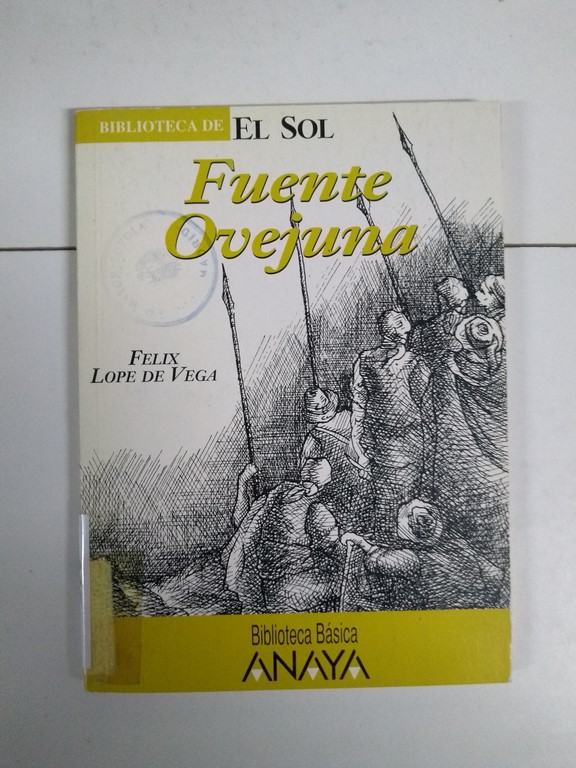 BIBLIOTECA DE EL SOL
Fuente
Ovejuna
FELIX
LOPE DE VEGA
Biblioteca Básica
ANAYA